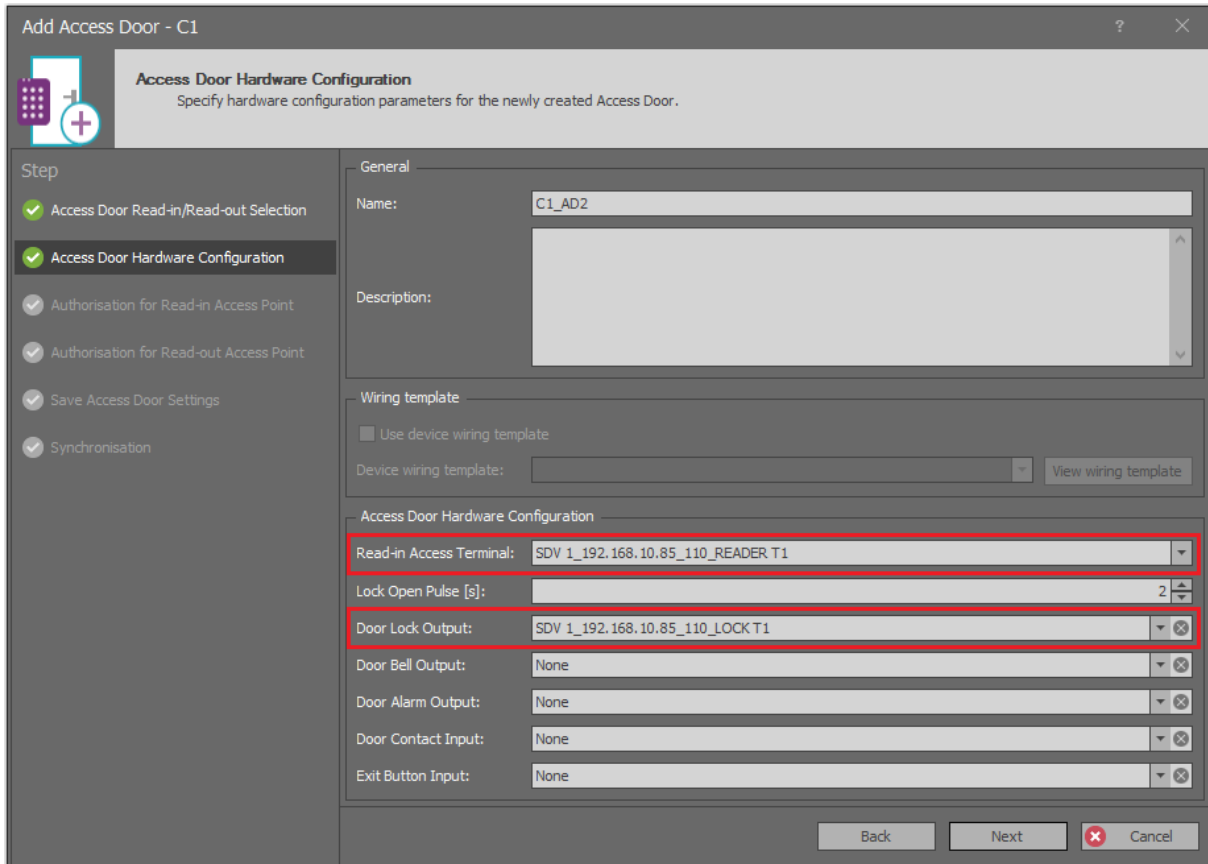 Add Access Door - C1
?
Access Door Hardware Configuration
Specify hardware configuration parameters for the newly created Access Door.
Step
Access Door Read-in/Read-out Selection
Access Door Hardware Configuration
Authorisation for Read-in Access Point
Authorisation for Read-out Access Point
Save Access Door Settings
Synchronisation
General
Name: C1_AD2
Description:
Wiring template
Use device wiring template
Device wiring template: View wiring template
Access Door Hardware Configuration
Read-in Access Terminal: SDV 1_192.168.10.85_110_READER T1
Lock Open Pulse [s]: 2
Door Lock Output: SDV 1_192.168.10.85_110_LOCK T1
Door Bell Output: None
Door Alarm Output: None
Door Contact Input: None
Exit Button Input: None
Back Next Cancel